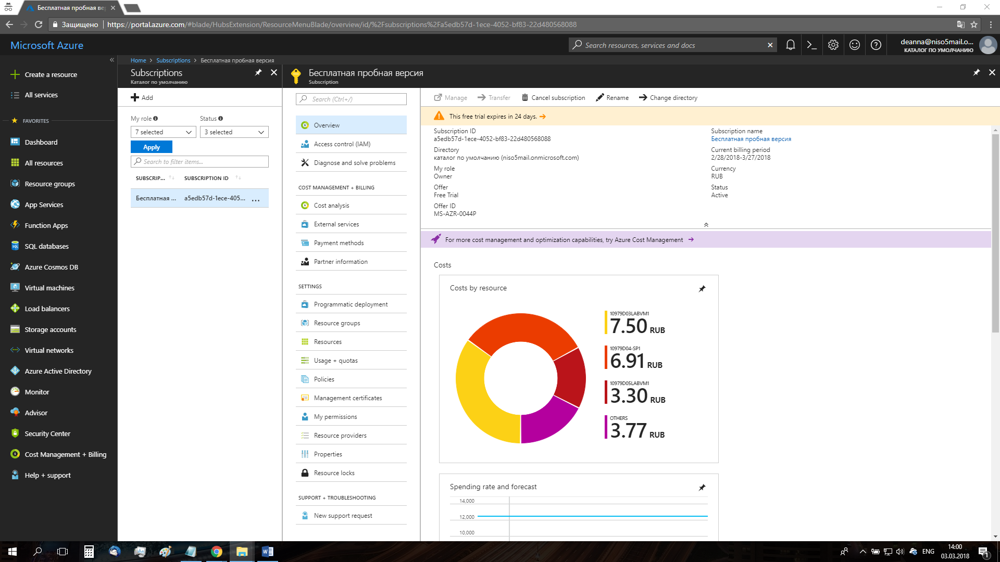 Бесплатная пробная вер
Защищено
https://portal.azure.com/#blade/HubsExtension/ResourceMenuBlade/overview/id/%2Fsubscriptions%2Fa5edb57d-1ece-4052-bf83-22d480568088
Microsoft Azure
Search resources, services and docs
deanna@niso5mail.o...
КАТАЛОГ ПО УМОЛЧАНИЮ
Create a resource
All services
FAVORITES
Dashboard
All resources
Resource groups
App Services
Function Apps
SQL databases
Azure Cosmos DB
Virtual machines
Load balancers
Storage accounts
Virtual networks
Azure Active Directory
Monitor
Advisor
Security Center
Cost Management + Billing
Help + support
Home > Subscriptions > Бесплатная пробная версия
Subscriptions
Каталог по умолчанию
Add
My role
Status
7 selected
3 selected
Apply
Search to filter items...
SUBSCRIP...
SUBSCRIPTION ID
Бесплатная ...
a5edb57d-1ece-405...
...
Бесплатная пробная версия
Subscription
Search (Ctrl+/)
Overview
Access control (IAM)
Diagnose and solve problems
COST MANAGEMENT + BILLING
Cost analysis
External services
Payment methods
Partner information
SETTINGS
Programmatic deployment
Resource groups
Resources
Usage + quotas
Policies
Management certificates
My permissions
Resource providers
Properties
Resource locks
SUPPORT + TROUBLESHOOTING
New support request
Manage
Transfer
Cancel subscription
Rename
Change directory
This free trial expires in 24 days.
Subscription ID
a5edb57d-1ece-4052-bf83-22d480568088
Directory
каталог по умолчанию (niso5mail.onmicrosoft.com)
My role
Owner
Offer
Free Trial
Offer ID
MS-AZR-0044P
Subscription name
Бесплатная пробная версия
Current billing period
2/28/2018-3/27/2018
Currency
RUB
Status
Active
For more cost management and optimization capabilities, try Azure Cost Management
Costs
Costs by resource
10979D03LABVM1
7.50 RUB
10979D04-SP1
6.91 RUB
10979D05LABVM1
3.30 RUB
OTHERS
3.77 RUB
Spending rate and forecast
14,000
12,000
10,000
ENG
14:00
03.03.2018
1